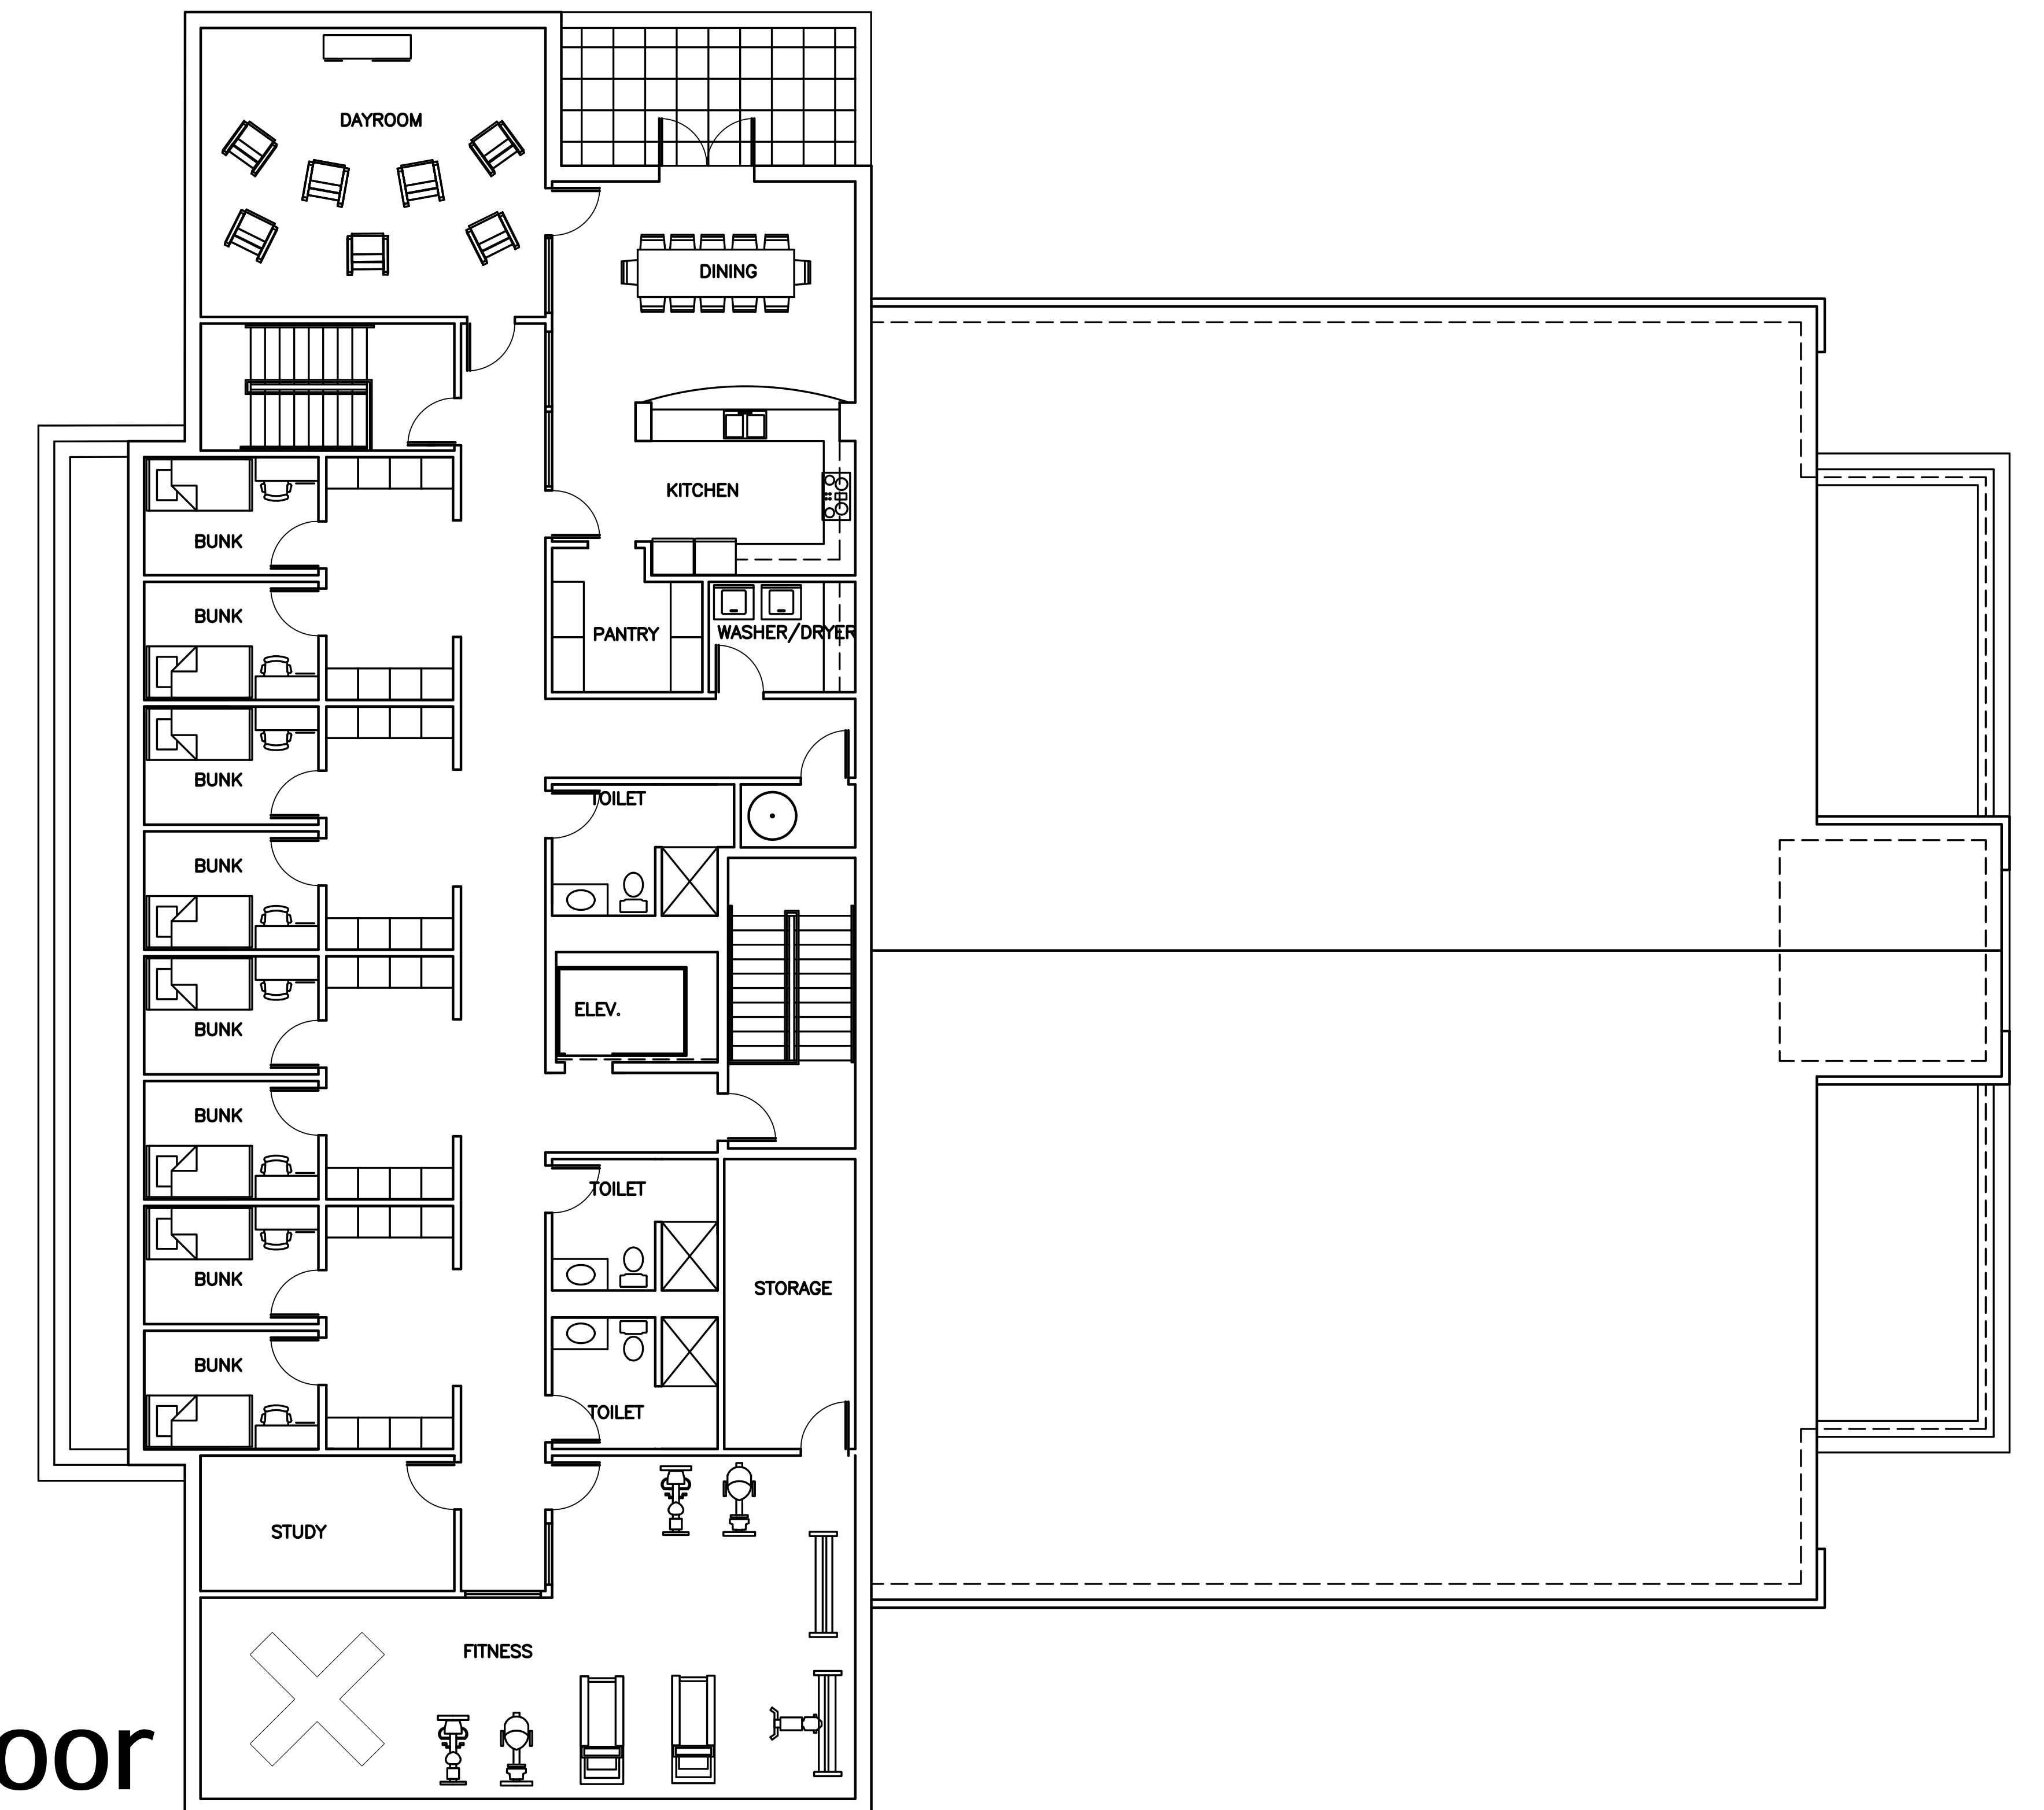 DAYROOM
DINING
KITCHEN
BUNK
BUNK
PANTRY
WASHER/DRYER
BUNK
TOILET
BUNK
ELEV.
BUNK
BUNK
TOILET
BUNK
STORAGE
BUNK
TOILET
STUDY
FITNESS
oor